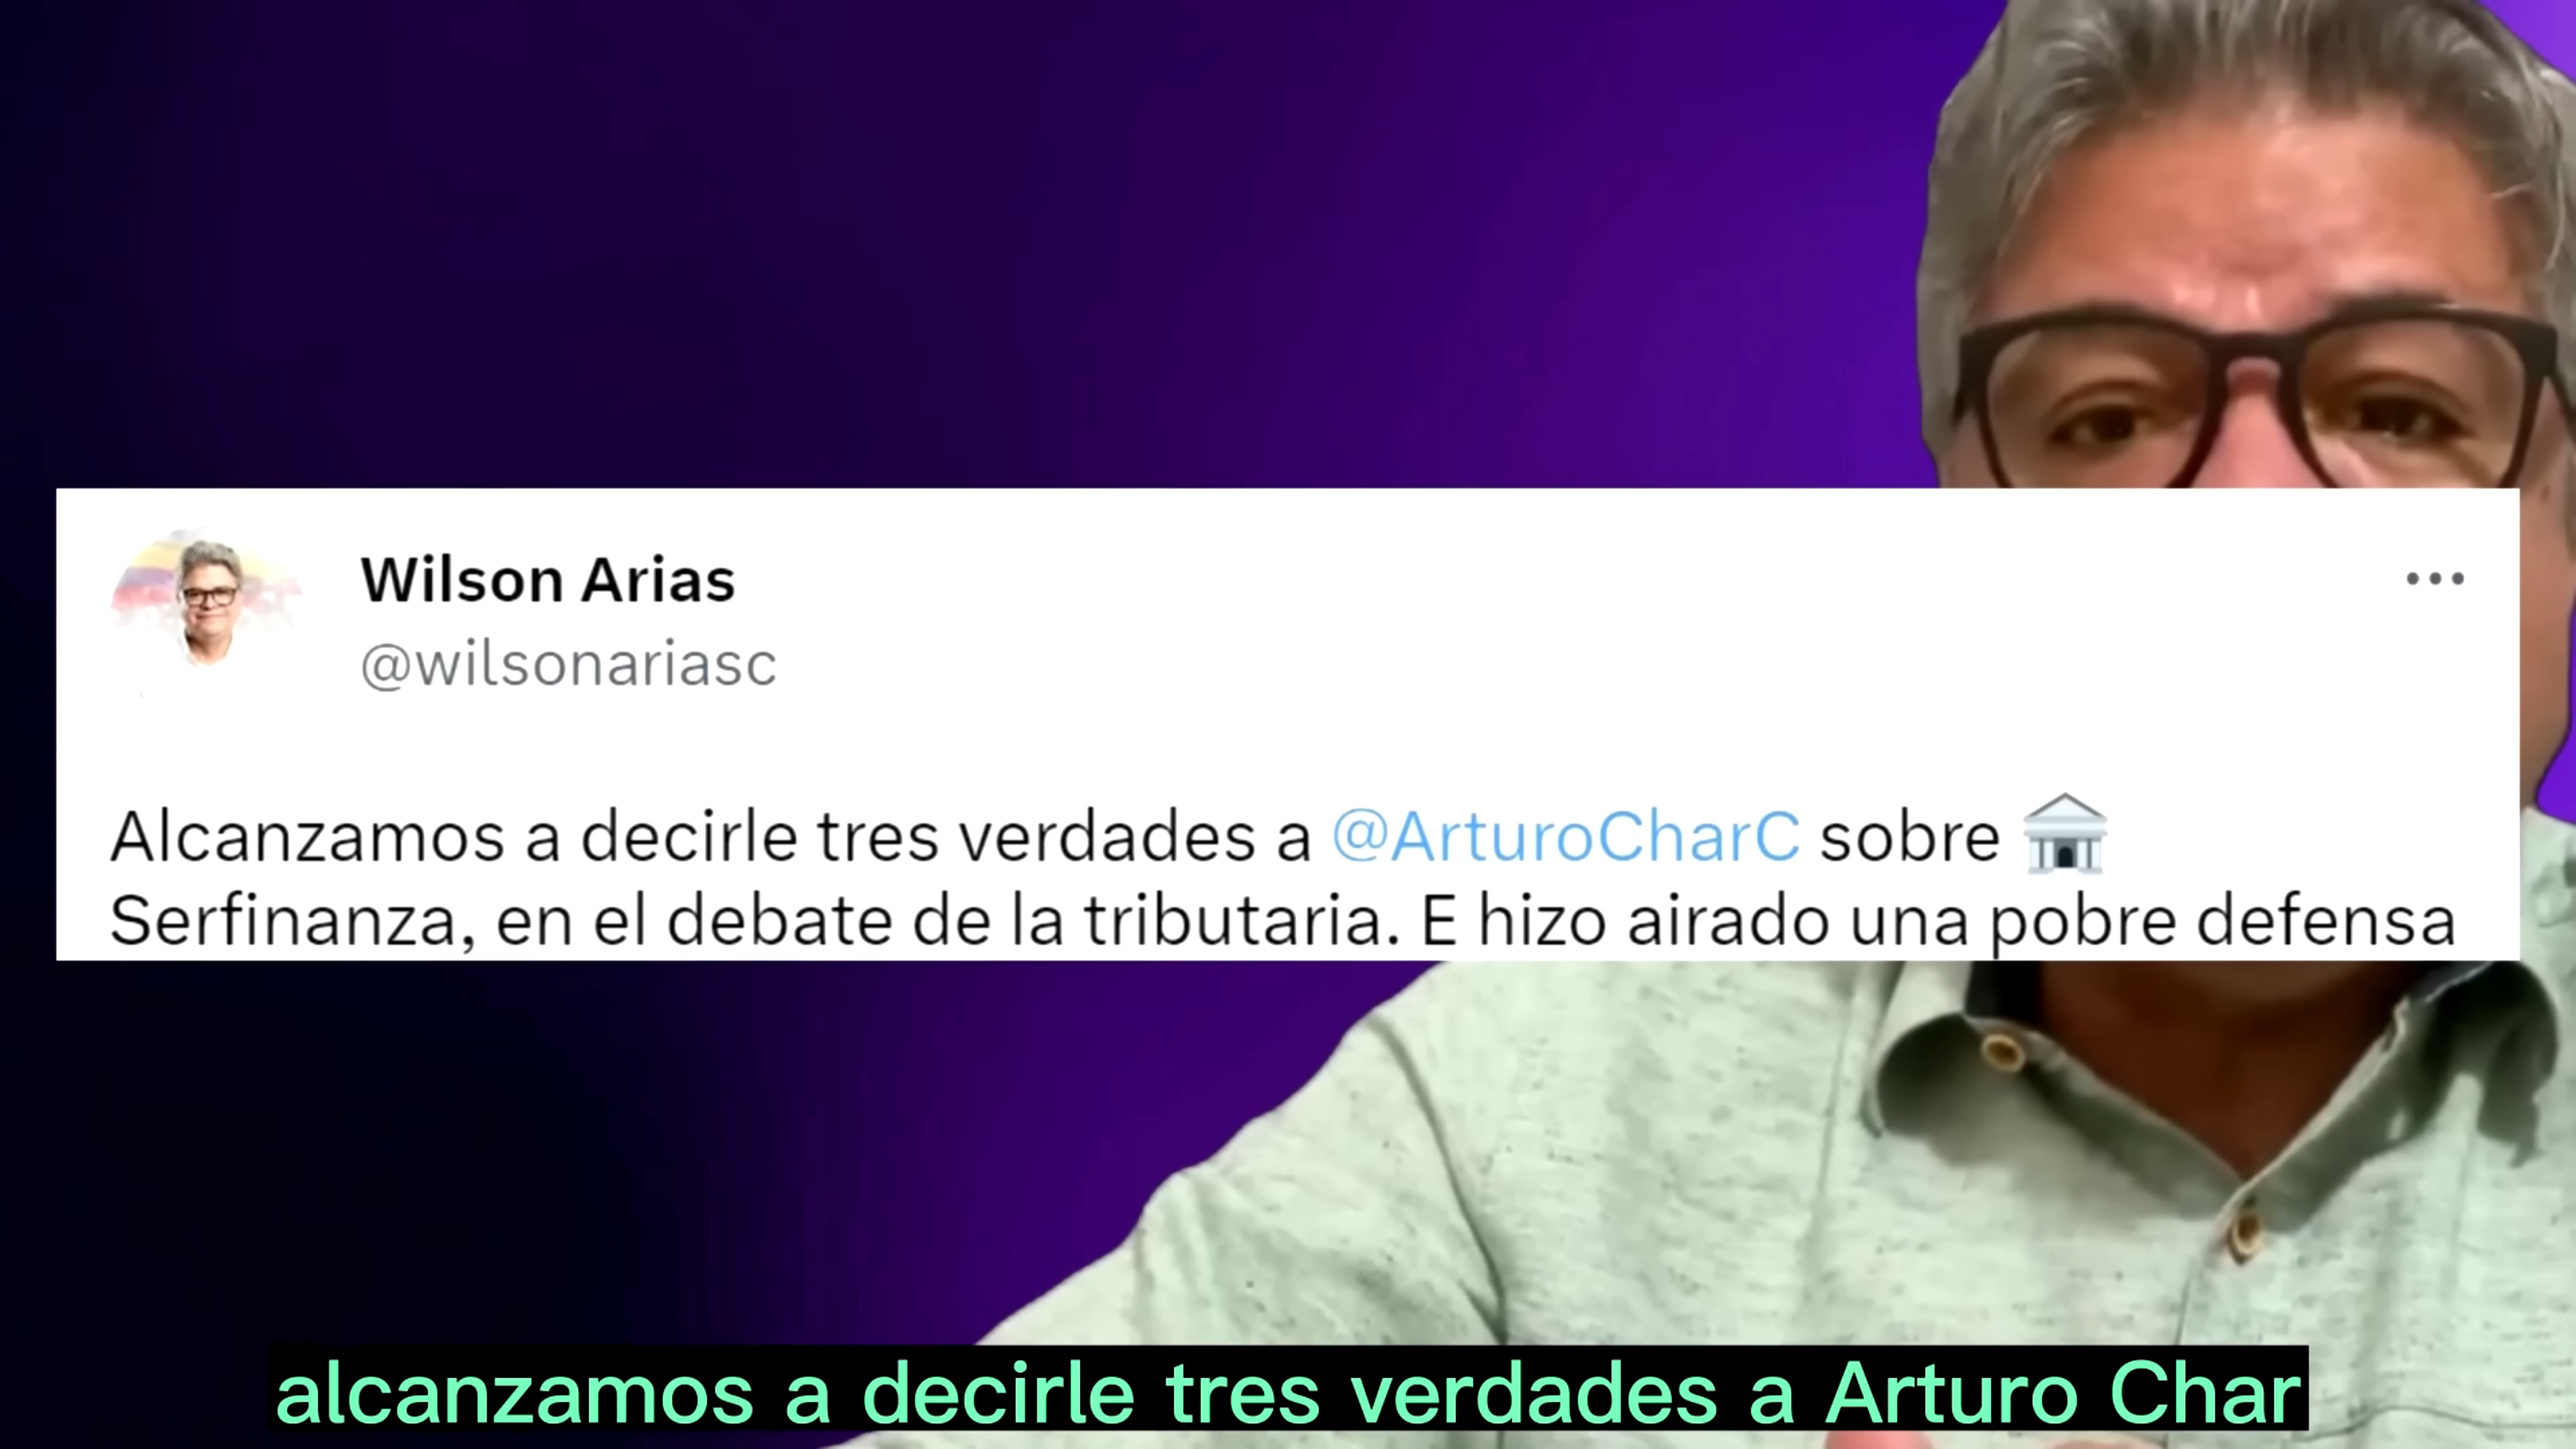 Wilson Arias
@wilsonariasc
Alcanzamos a decirle tres verdades a @ArturoCharC sobre 🏛
Serfinanza, en el debate de la tributaria. E hizo airado una pobre defensa
alcanzamos a decirle tres verdades a Arturo Char